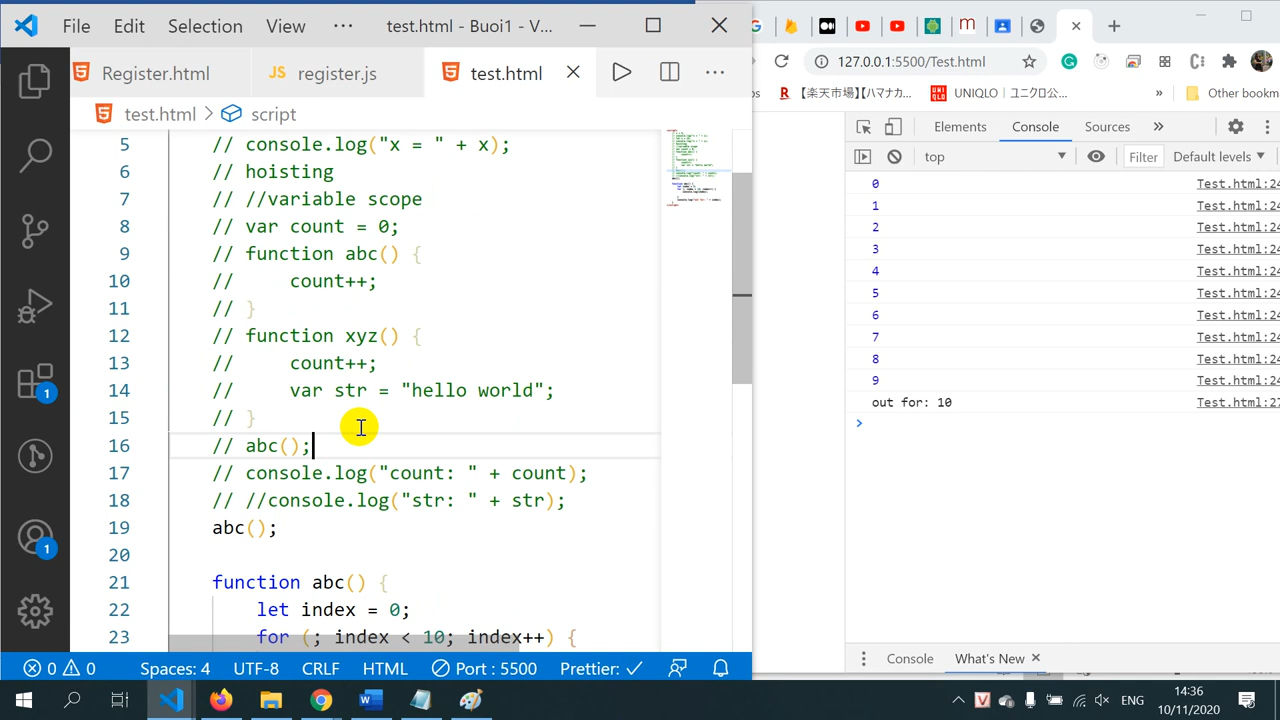 File Edit Selection View ··· test.html - Buoi1 - V...
Register.html
JS register.js
test.html
test.html > script
5 // console.log("x = " + x);
6 // hoisting
7 // //variable scope
8 // var count = 0;
9 // function abc() {
10 // count++;
11 // }
12 // function xyz() {
13 // count++;
14 // var str = "hello world";
15 // }
16 // abc();
17 // console.log("count: " + count);
18 // //console.log("str: " + str);
19 abc();
20
21 function abc() {
22 let index = 0;
23 for (; index < 10; index++) {
1
1
0 0 Spaces: 4 UTF-8 CRLF HTML Port : 5500 Prettier: ✓
127.0.0.1:5500/Test.html
【楽天市場】【ハマナカ... UNIQLO UNIQLO｜ユニクロ公... » Other bookm
Elements Console Sources »
top Filter Default levels
0 Test.html:24
1 Test.html:24
2 Test.html:24
3 Test.html:24
4 Test.html:24
5 Test.html:24
6 Test.html:24
7 Test.html:24
8 Test.html:24
9 Test.html:24
out for: 10 Test.html:27
>
Console What's New
ENG
14:36
10/11/2020